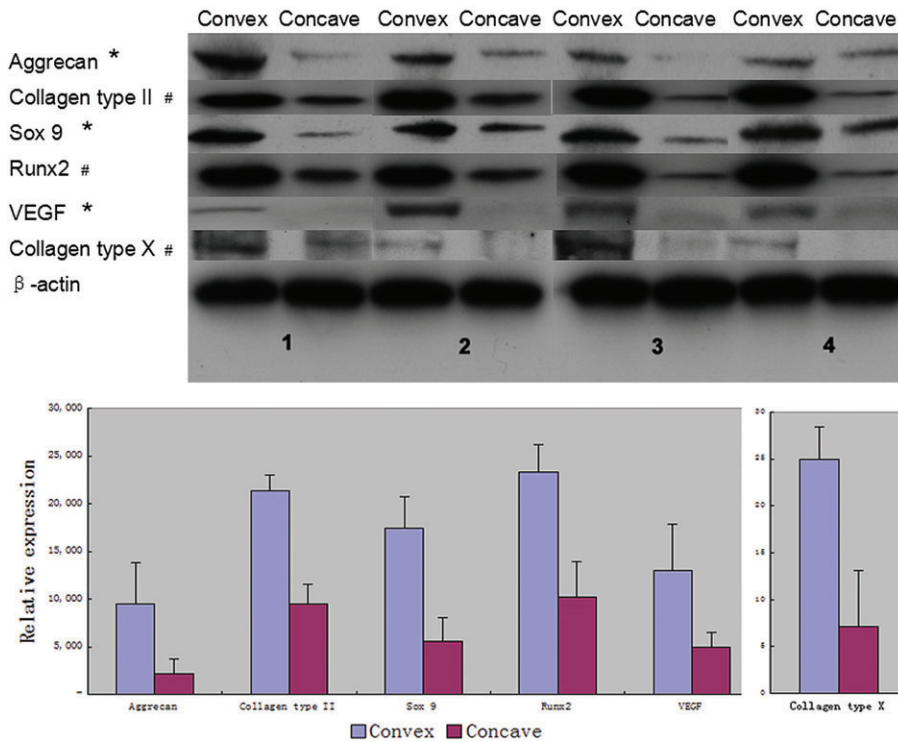 Convex Concave Convex Concave Convex Concave Convex Concave
Aggrecan *
Collagen type II #
Sox 9 *
Runx2 #
VEGF *
Collagen type X #
β-actin
1 2 3 4
Relative expression
30,000
25,000
20,000
15,000
10,000
5,000
–
Aggrecan Collagen type II Sox 9 Runx2 VEGF
30
25
20
15
10
5
0
Collagen type X
Convex Concave